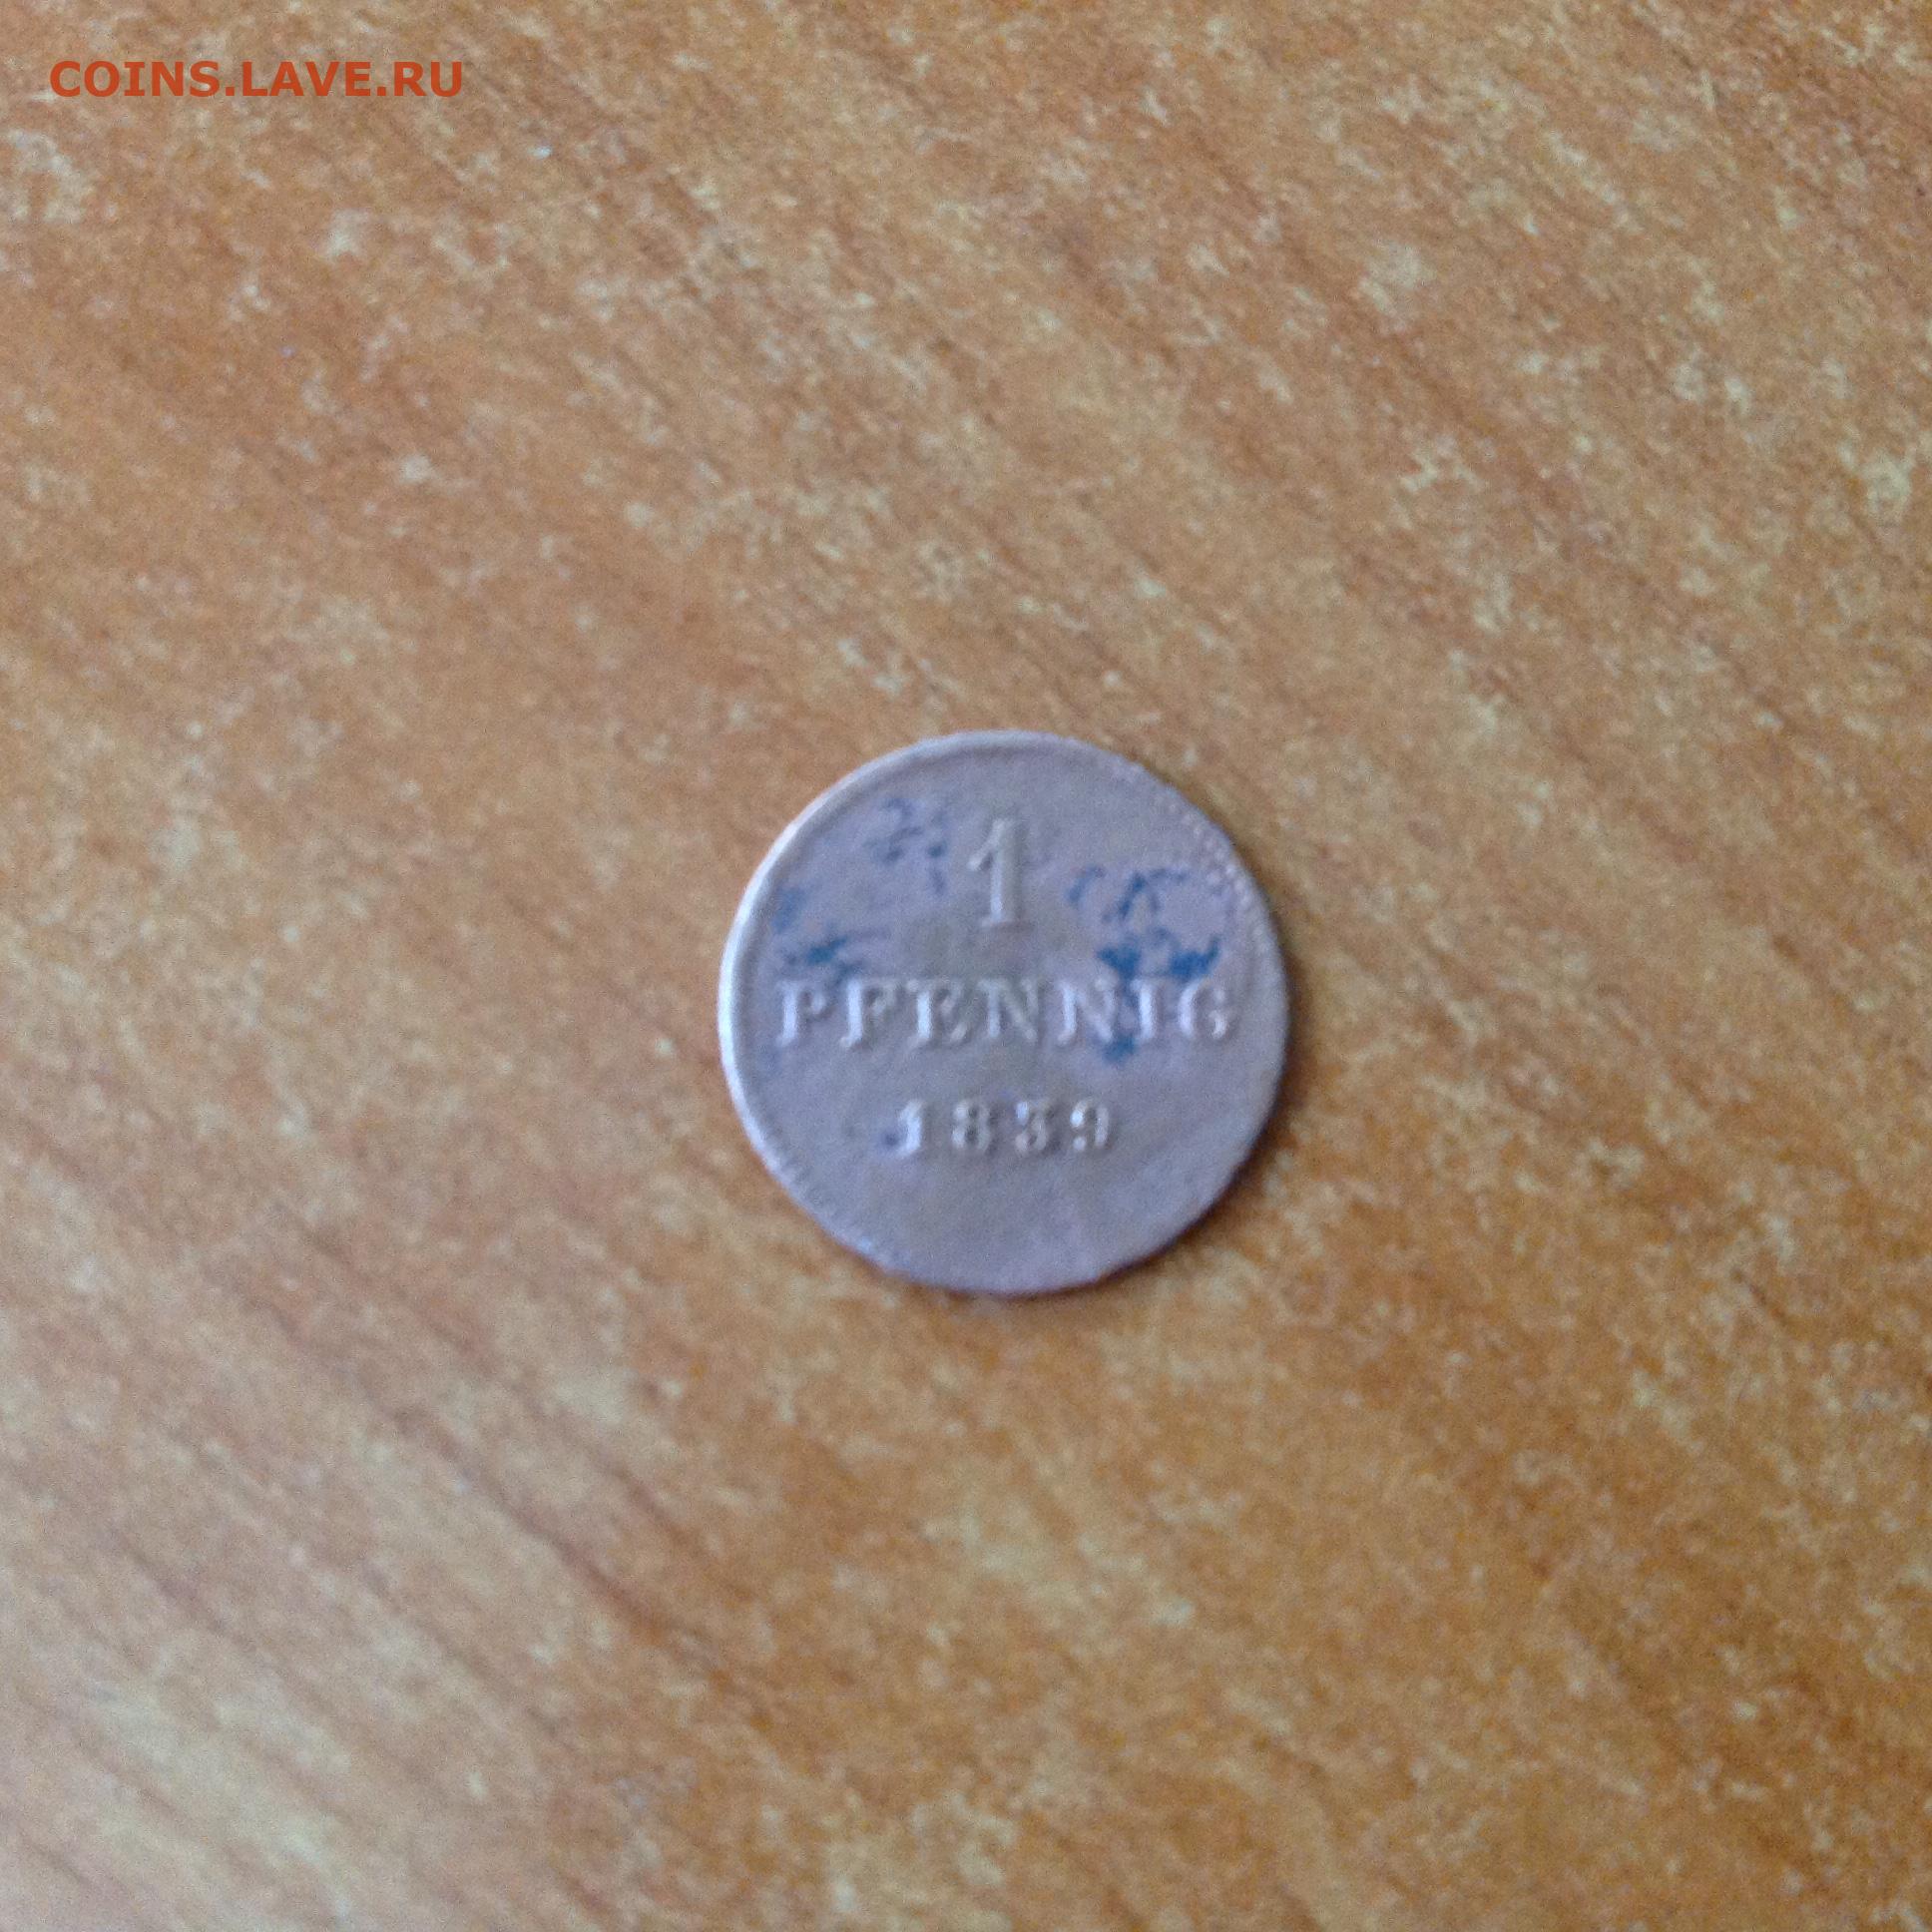 COINS.LAVE.RU
1
PFENNIG
1839